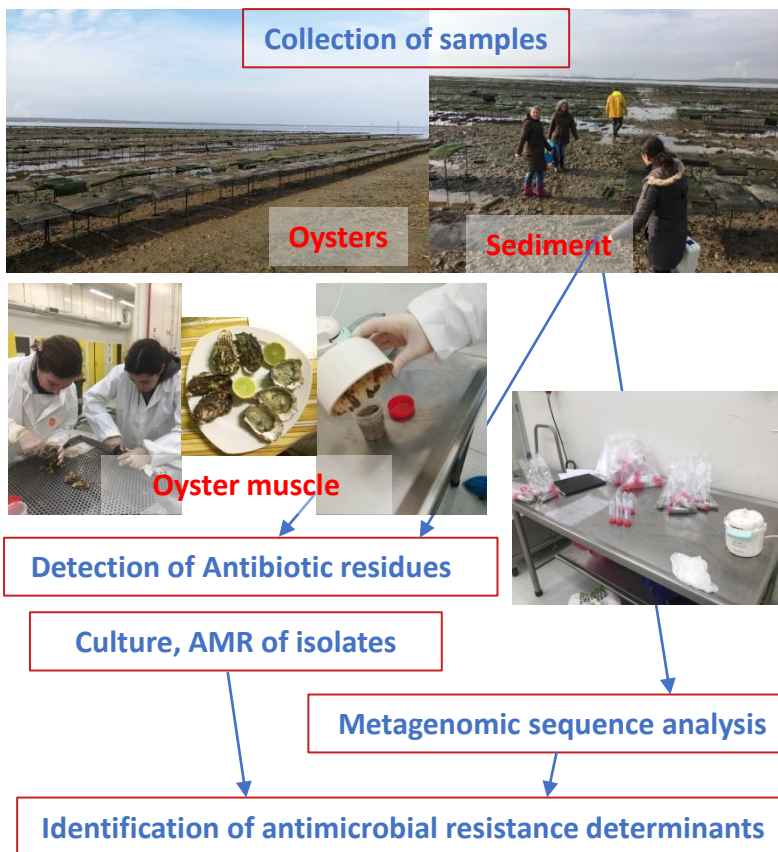 Collection of samples
Oysters
Sediment
Oyster muscle
Detection of Antibiotic residues
Culture, AMR of isolates
Metagenomic sequence analysis
Identification of antimicrobial resistance determinants